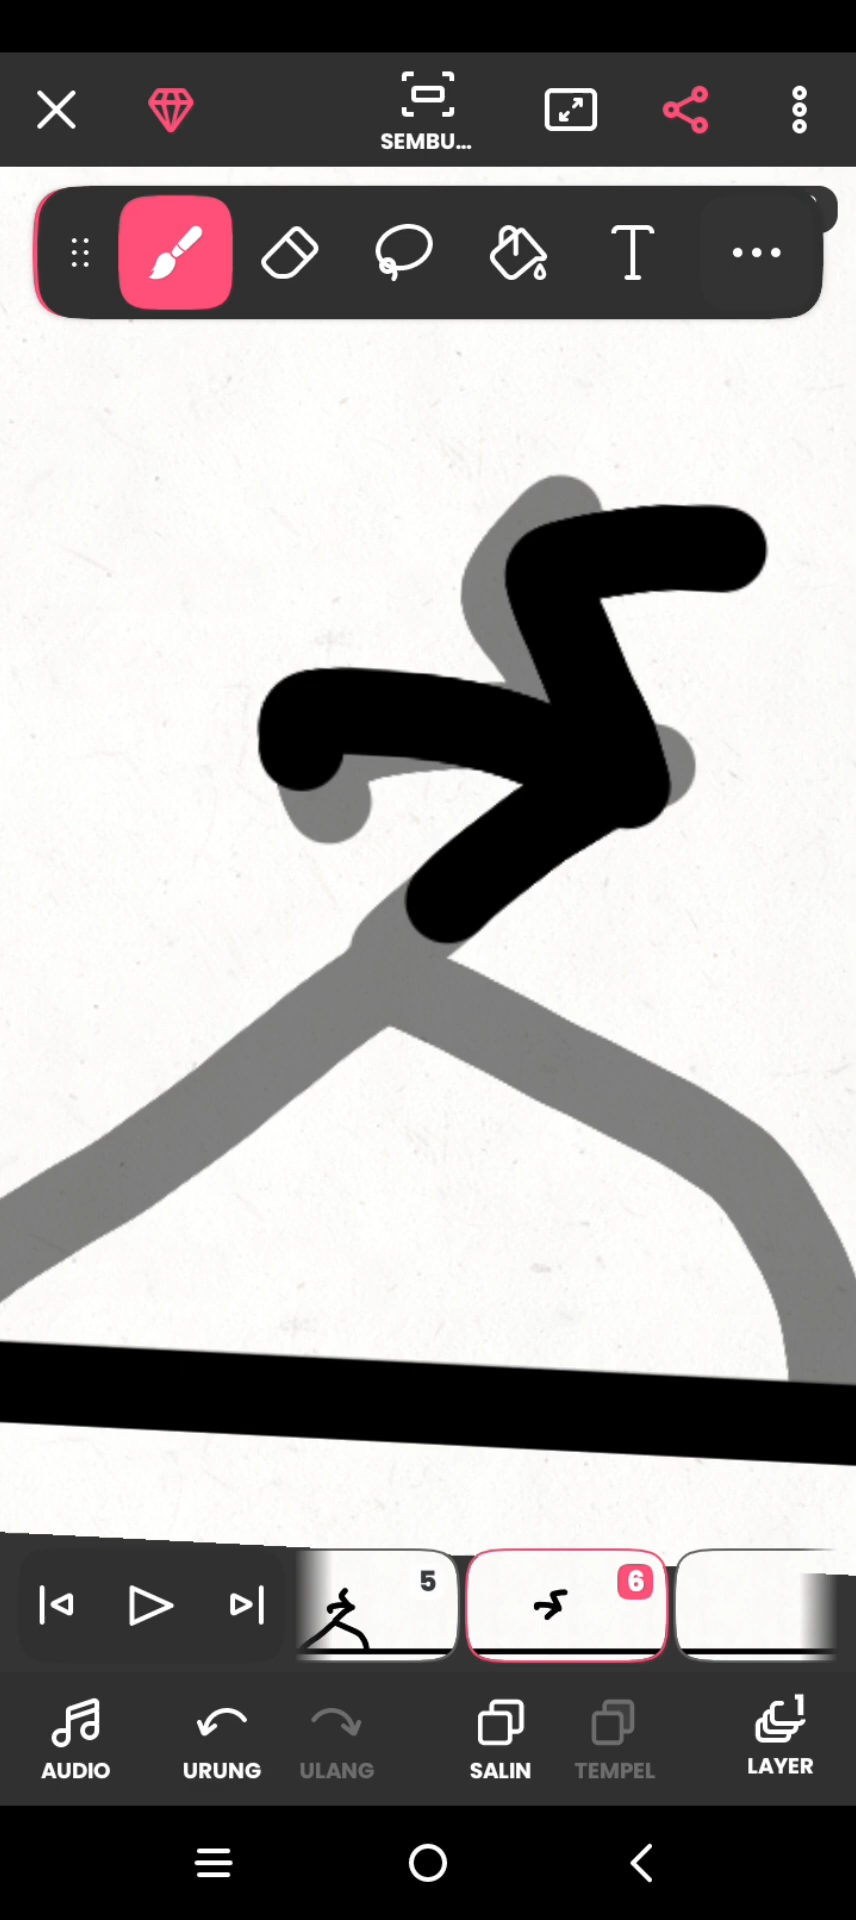 SEMBU...
T
5
6
AUDIO
URUNG
ULANG
SALIN
TEMPEL
1
LAYER